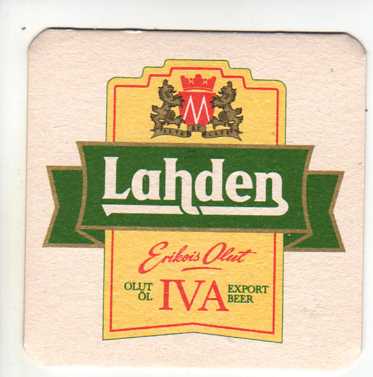 M
Lahden
Erikois Olut
OLUT ÖL IVA EXPORT BEER